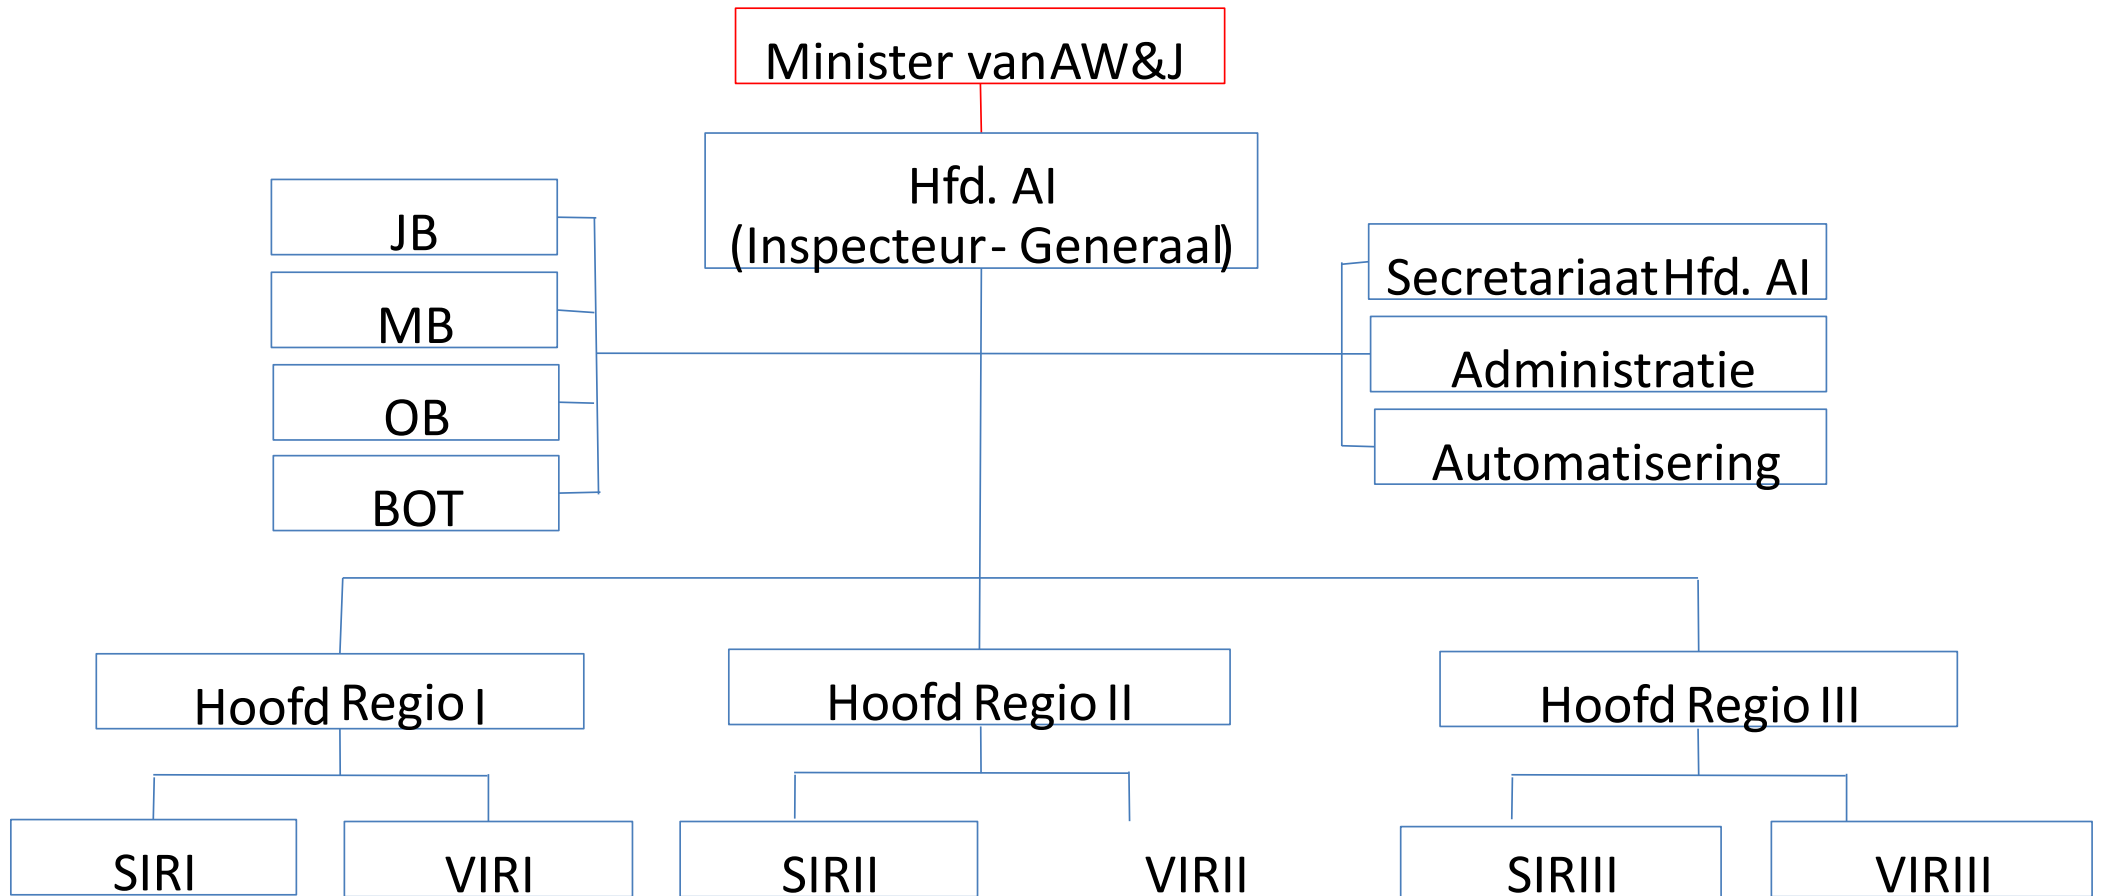 Minister van AW&J
Hfd. AI
(Inspecteur- Generaal)
JB
MB
OB
BOT
Secretariaat Hfd. AI
Administratie
Automatisering
Hoofd Regio I
Hoofd Regio II
Hoofd Regio III
SIRI
VIRI
SIRII
VIRII
SIRIII
VIRIII